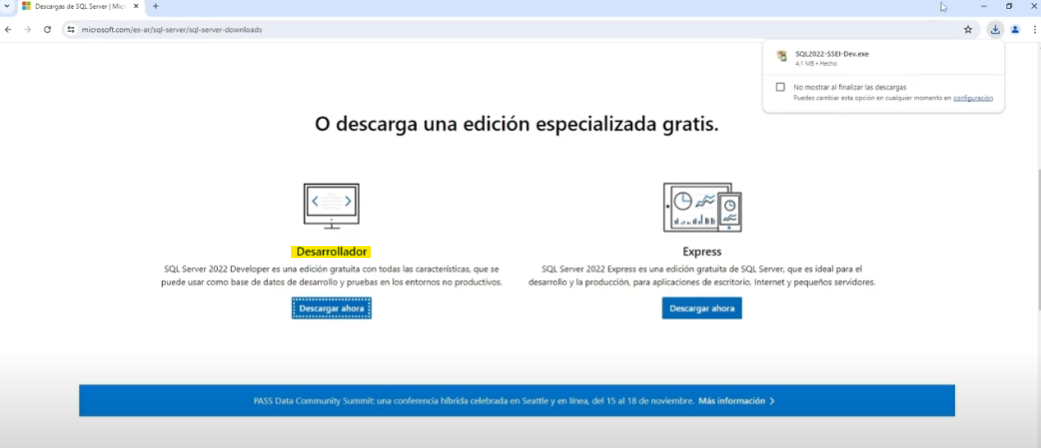 Descargas de SQL Server | Micr
microsoft.com/es-ar/sql-server/sql-server-downloads
SQL2022-SSEI-Dev.exe
4,1 MB • Hecho
No mostrar al finalizar las descargas
Puedes cambiar esta opción en cualquier momento en configuración
O descarga una edición especializada gratis.
Desarrollador
SQL Server 2022 Developer es una edición gratuita con todas las características, que se
puede usar como base de datos de desarrollo y pruebas en los entornos no productivos.
Descargar ahora
Express
SQL Server 2022 Express es una edición gratuita de SQL Server, que es ideal para el
desarrollo y la producción, para aplicaciones de escritorio, Internet y pequeños servidores.
Descargar ahora
PASS Data Community Summit: una conferencia híbrida celebrada en Seattle y en línea, del 15 al 18 de noviembre. Más información